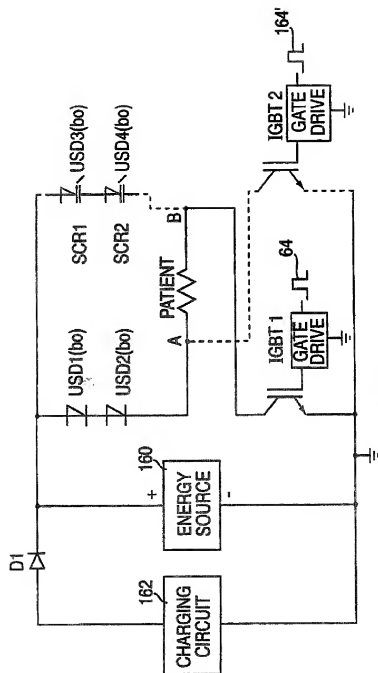 D1
162
CHARGING
CIRCUIT
160
+
ENERGY
SOURCE
-
USD1(bo)
USD2(bo)
SCR1
USD3(bo)
SCR2
USD4(bo)
PATIENT
A
B
IGBT 1
64
GATE
DRIVE
IGBT 2
164'
GATE
DRIVE